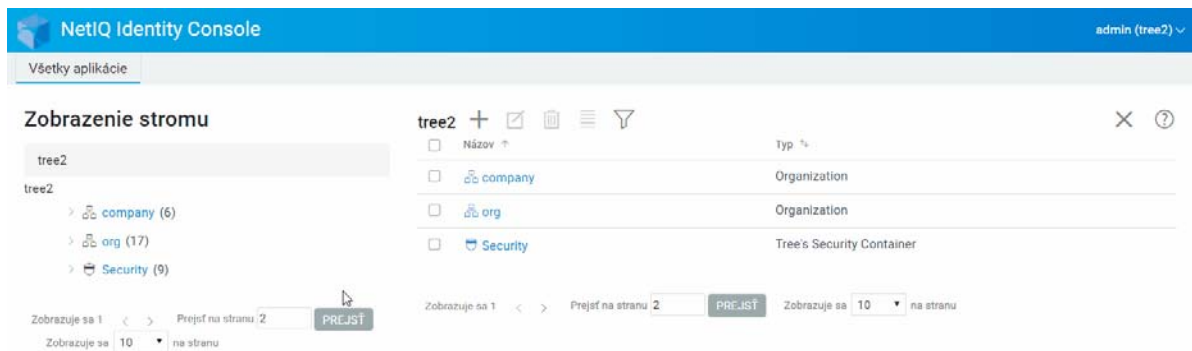 NetIQ Identity Console
admin (tree2)
Všetky aplikácie
Zobrazenie stromu
tree2
tree2
company (6)
org (17)
Security (9)
Zobrazuje sa 1 < > Prejsť na stranu 2 PREJSŤ
Zobrazuje sa 10 na stranu
tree2
Názov Typ
company Organization
org Organization
Security Tree's Security Container
Zobrazuje sa 1 < > Prejsť na stranu 2 PREJSŤ Zobrazuje sa 10 na stranu